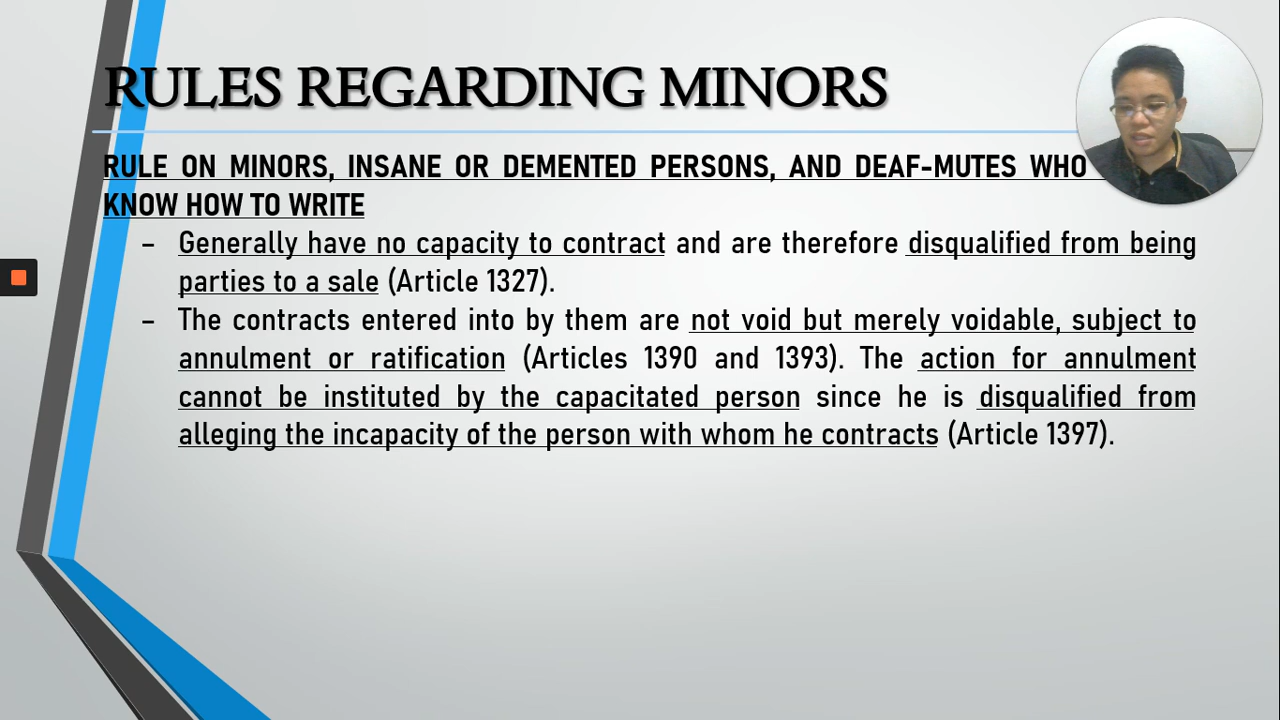 RULES REGARDING MINORS
RULE ON MINORS, INSANE OR DEMENTED PERSONS, AND DEAF-MUTES WHO
KNOW HOW TO WRITE
– Generally have no capacity to contract and are therefore disqualified from being
parties to a sale (Article 1327).
– The contracts entered into by them are not void but merely voidable, subject to
annulment or ratification (Articles 1390 and 1393). The action for annulment
cannot be instituted by the capacitated person since he is disqualified from
alleging the incapacity of the person with whom he contracts (Article 1397).